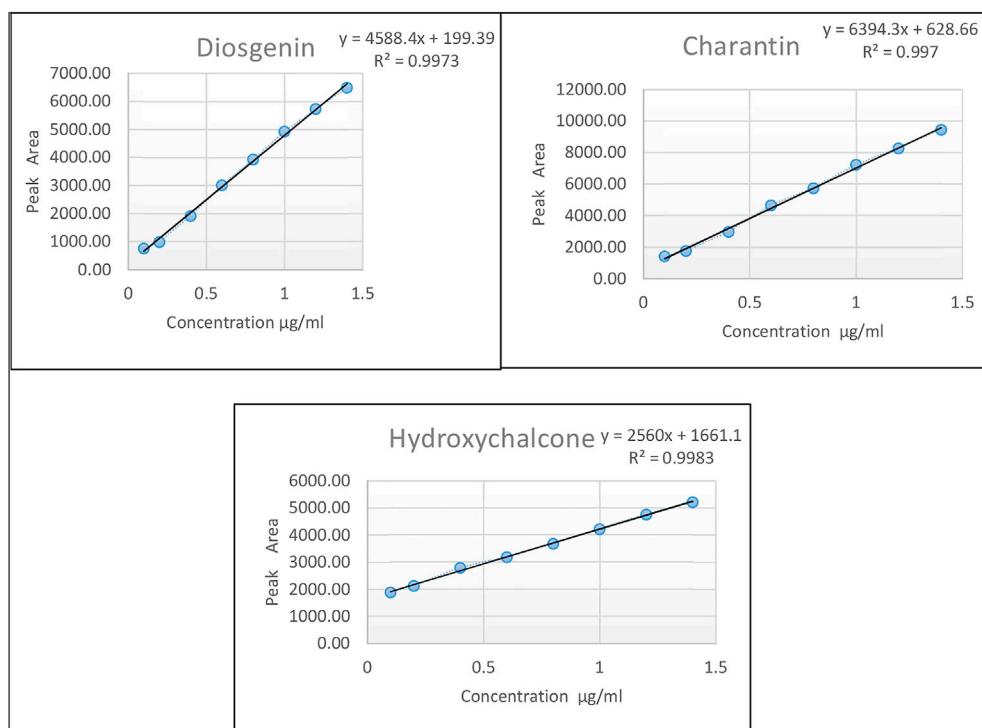 Diosgenin
y = 4588.4x + 199.39
R² = 0.9973
7000.00
6000.00
5000.00
4000.00
3000.00
2000.00
1000.00
0.00
Peak Area
0 0.5 1 1.5
Concentration µg/ml
Charantin
y = 6394.3x + 628.66
R² = 0.997
12000.00
10000.00
8000.00
6000.00
4000.00
2000.00
0.00
Peak Area
0 0.5 1 1.5
Concentration µg/ml
Hydroxychalcone
y = 2560x + 1661.1
R² = 0.9983
6000.00
5000.00
4000.00
3000.00
2000.00
1000.00
0.00
Peak Area
0 0.5 1 1.5
Concentration µg/ml